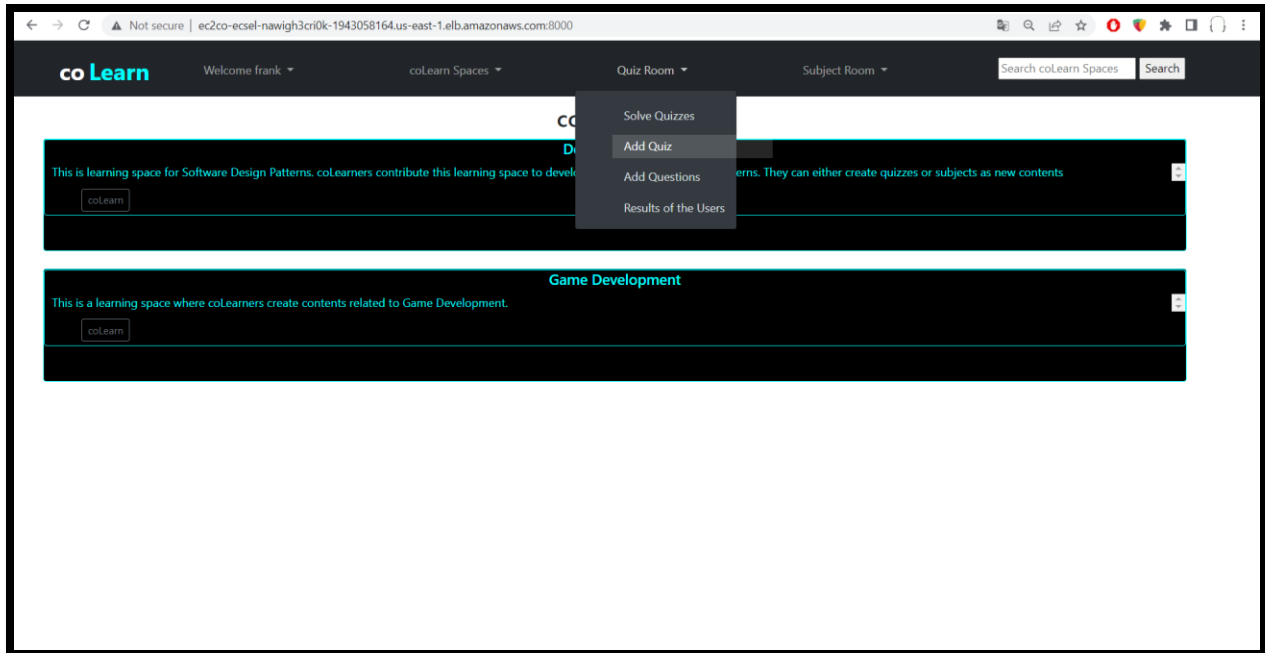 Not secure | ec2co-ecsel-nawigh3cri0k-1943058164.us-east-1.elb.amazonaws.com:8000
co Learn Welcome frank coLearn Spaces Quiz Room Subject Room Search coLearn Spaces Search
Solve Quizzes
Add Quiz
Add Questions
Results of the Users
This is learning space for Software Design Patterns. coLearners contribute this learning space to They can either create quizzes or subjects as new contents
coLearn
Game Development
This is a learning space where coLearners create contents related to Game Development.
coLearn